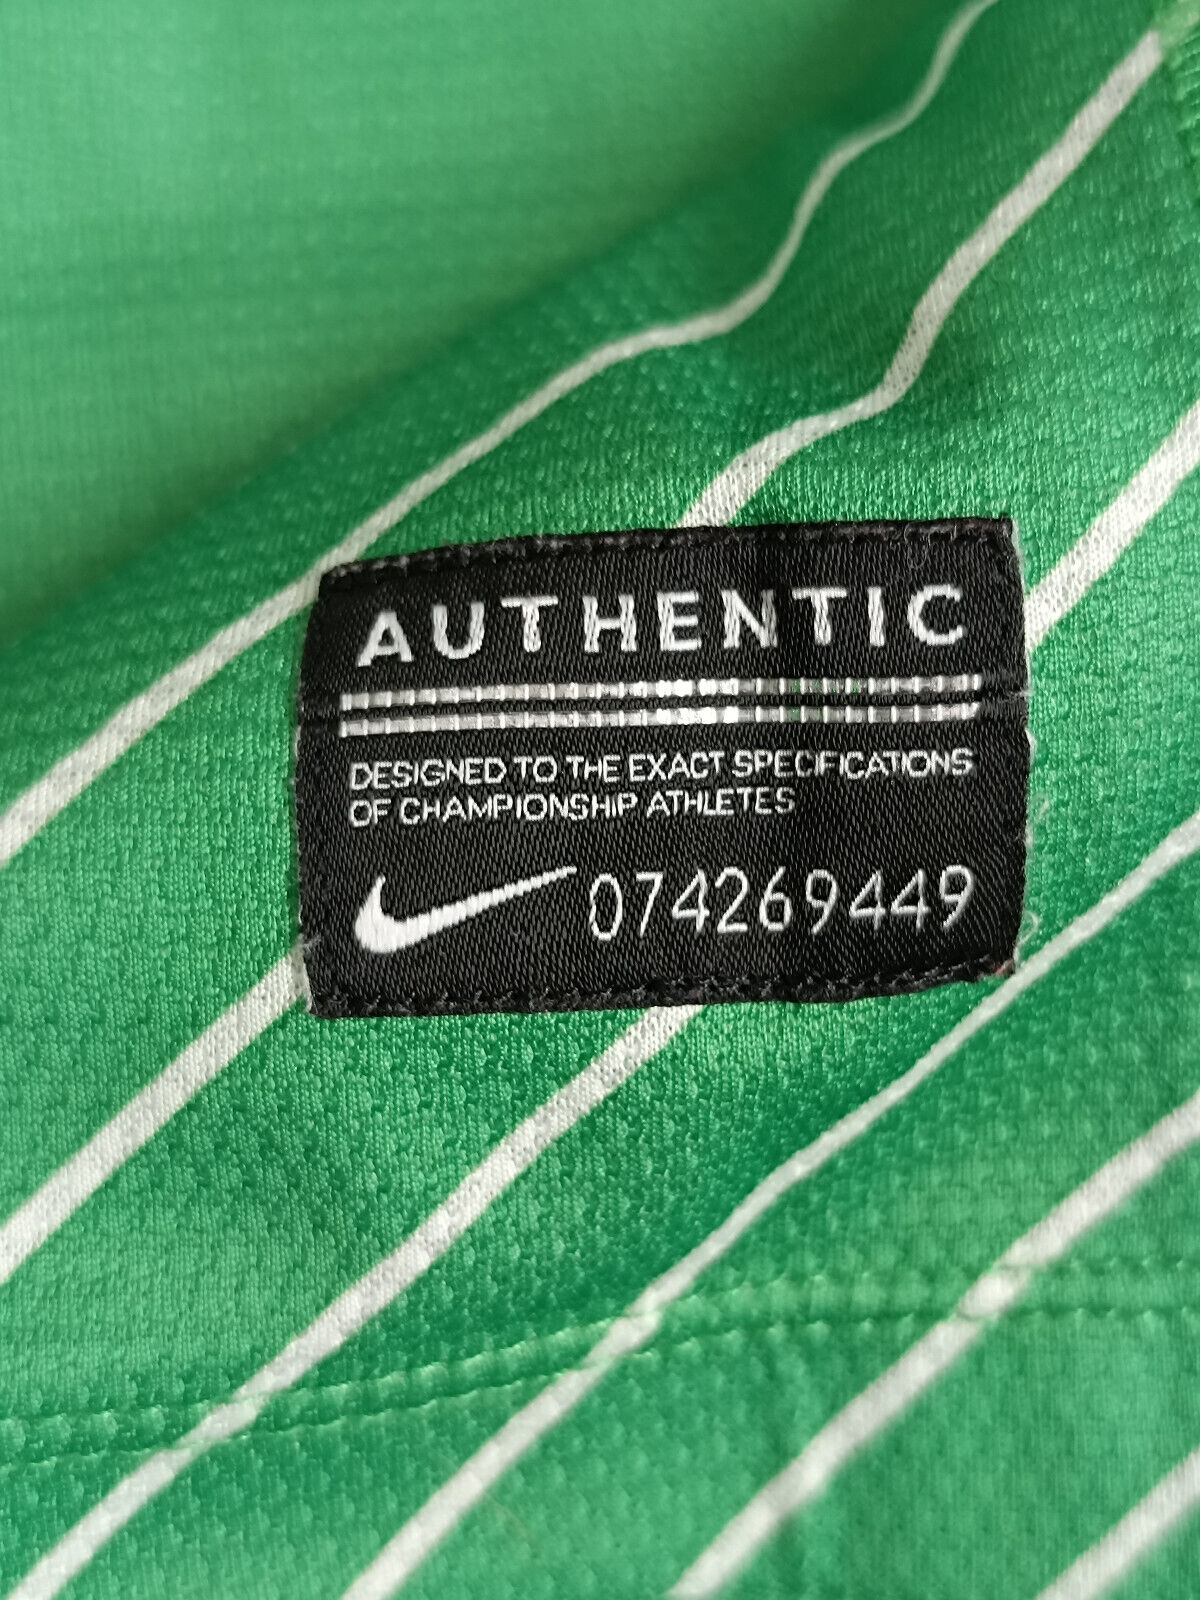 AUTHENTIC
DESIGNED TO THE EXACT SPECIFICATIONS
OF CHAMPIONSHIP ATHLETES
074269449